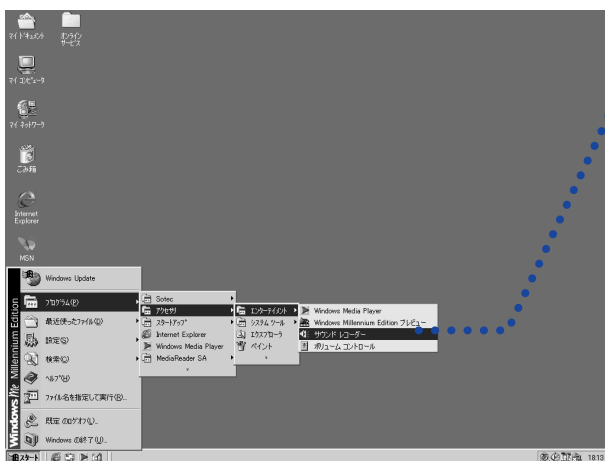 マイ ドキュメント
オンライン
サービス
マイ コンピュータ
マイ ネットワーク
ごみ箱
Internet
Explorer
MSN
Windows Me Millennium Edition
Windows Update
プログラム(P)
最近使ったファイル(D)
設定(S)
検索(C)
ヘルプ(H)
ファイル名を指定して実行(R)...
既定 のログオフ(L)...
Windows の終了(U)...
Sotec
アクセサリ
スタートアップ
Internet Explorer
Windows Media Player
MediaReader SA
エンターテイメント
システム ツール
エクスプローラ
ペイント
Windows Media Player
Windows Millennium Edition プレビュー
サウンド レコーダー
ボリューム コントロール
スタート
18:13